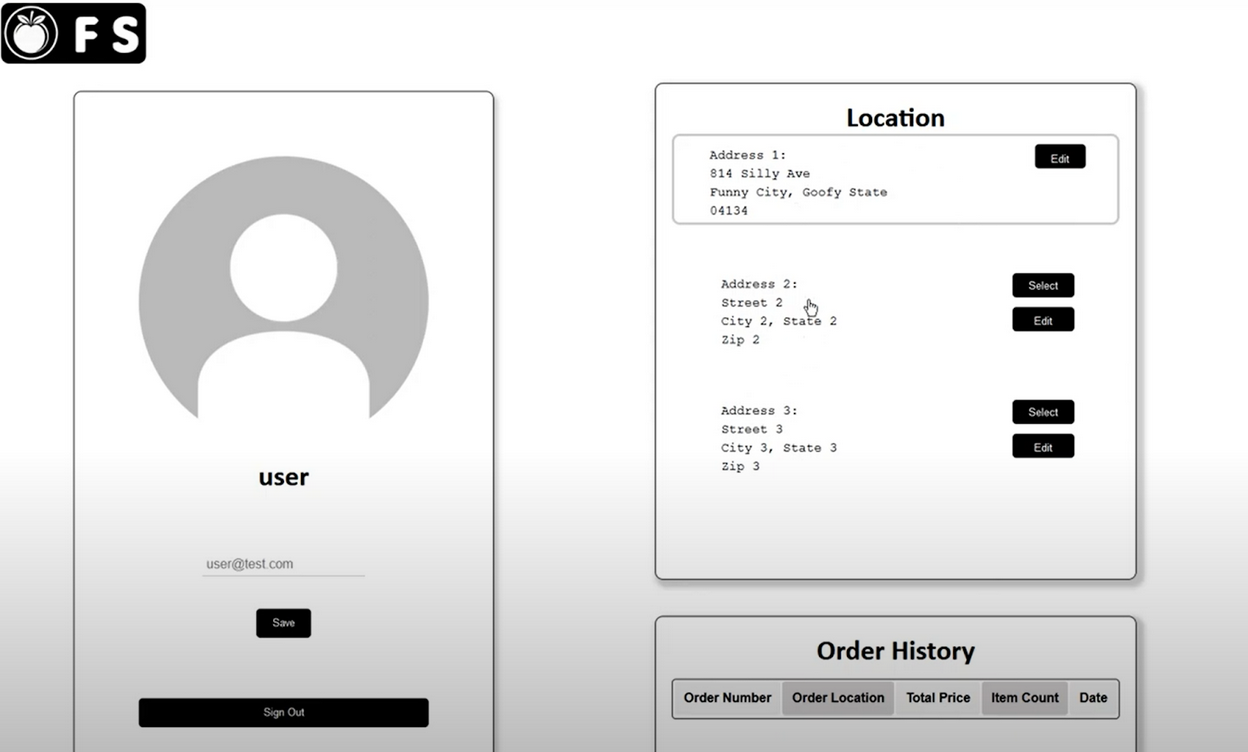 F S
user
user@test.com
Save
Sign Out
Location
Address 1:
814 Silly Ave
Funny City, Goofy State
04134
Edit
Address 2:
Street 2
City 2, State 2
Zip 2
Select
Edit
Address 3:
Street 3
City 3, State 3
Zip 3
Select
Edit
Order History
Order Number Order Location Total Price Item Count Date